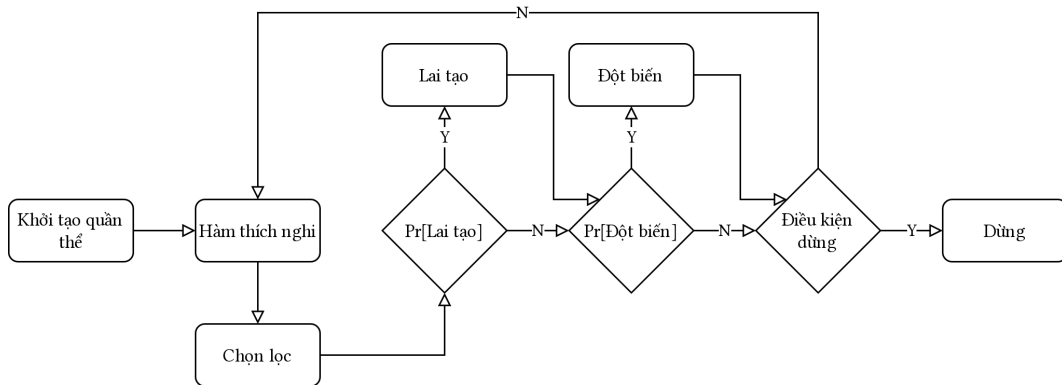 N
Lai tạo
Đột biến
Y
Y
Khởi tạo quần
thể
Hàm thích nghi
Pr[Lai tạo]
N
Pr[Đột biến]
N
Điều kiện
dừng
Y
Dừng
Chọn lọc